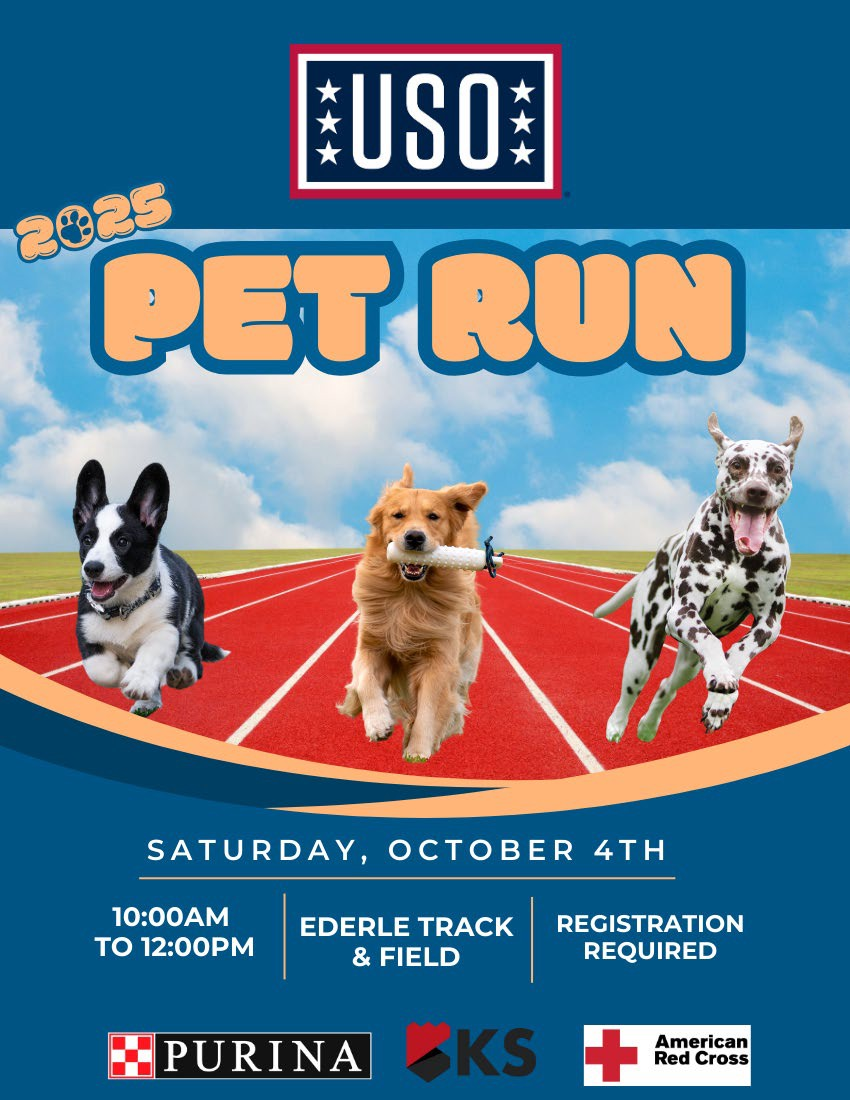 USO
2025
PET RUN
SATURDAY, OCTOBER 4TH
10:00AM
TO 12:00PM
EDERLE TRACK
& FIELD
REGISTRATION
REQUIRED
PURINA
KS
American
Red Cross